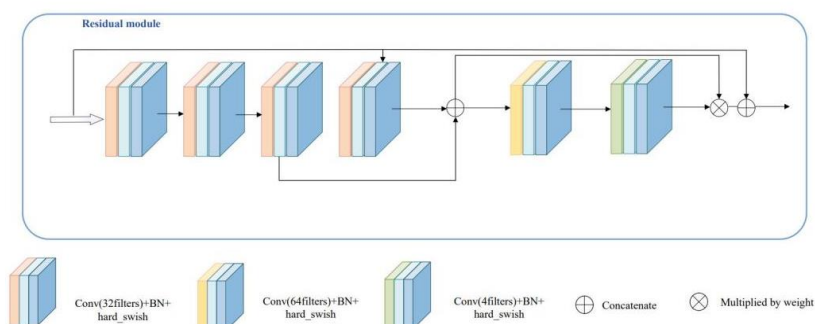 Residual module
Conv(32filters)+BN+
hard_swish
Conv(64filters)+BN+
hard_swish
Conv(4filters)+BN+
hard_swish
Concatenate
Multiplied by weight